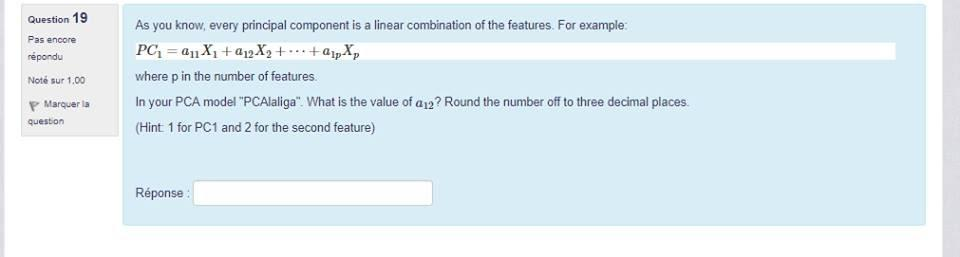 Question 19
Pas encore
répondu
Noté sur 1,00
Marquer la
question
As you know, every principal component is a linear combination of the features. For example:
PC₁ = a₁₁X₁ + a₁₂X₂ + ··· + a₁ₚXₚ
where p in the number of features.
In your PCA model "PCAlaliga". What is the value of a₁₂? Round the number off to three decimal places.
(Hint: 1 for PC1 and 2 for the second feature)
Réponse :